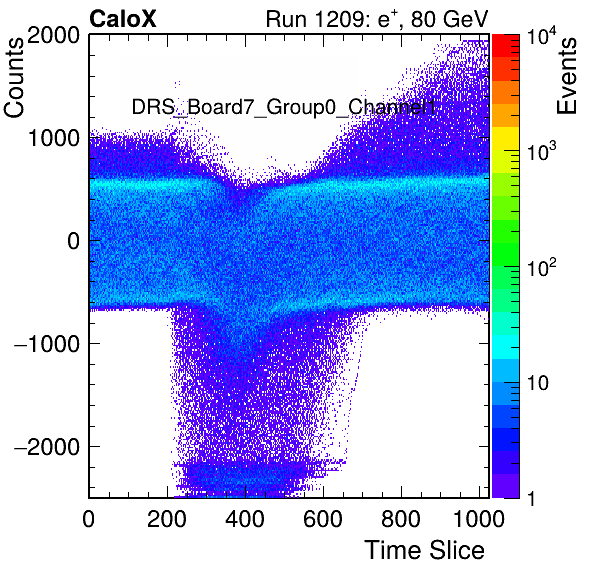 CaloX Run 1209: e+, 80 GeV
Counts
Events
DRS_Board7_Group0_Channel1
2000
1000
0
−1000
−2000
0 200 400 600 800 1000
Time Slice
10^4
10^3
10^2
10
1